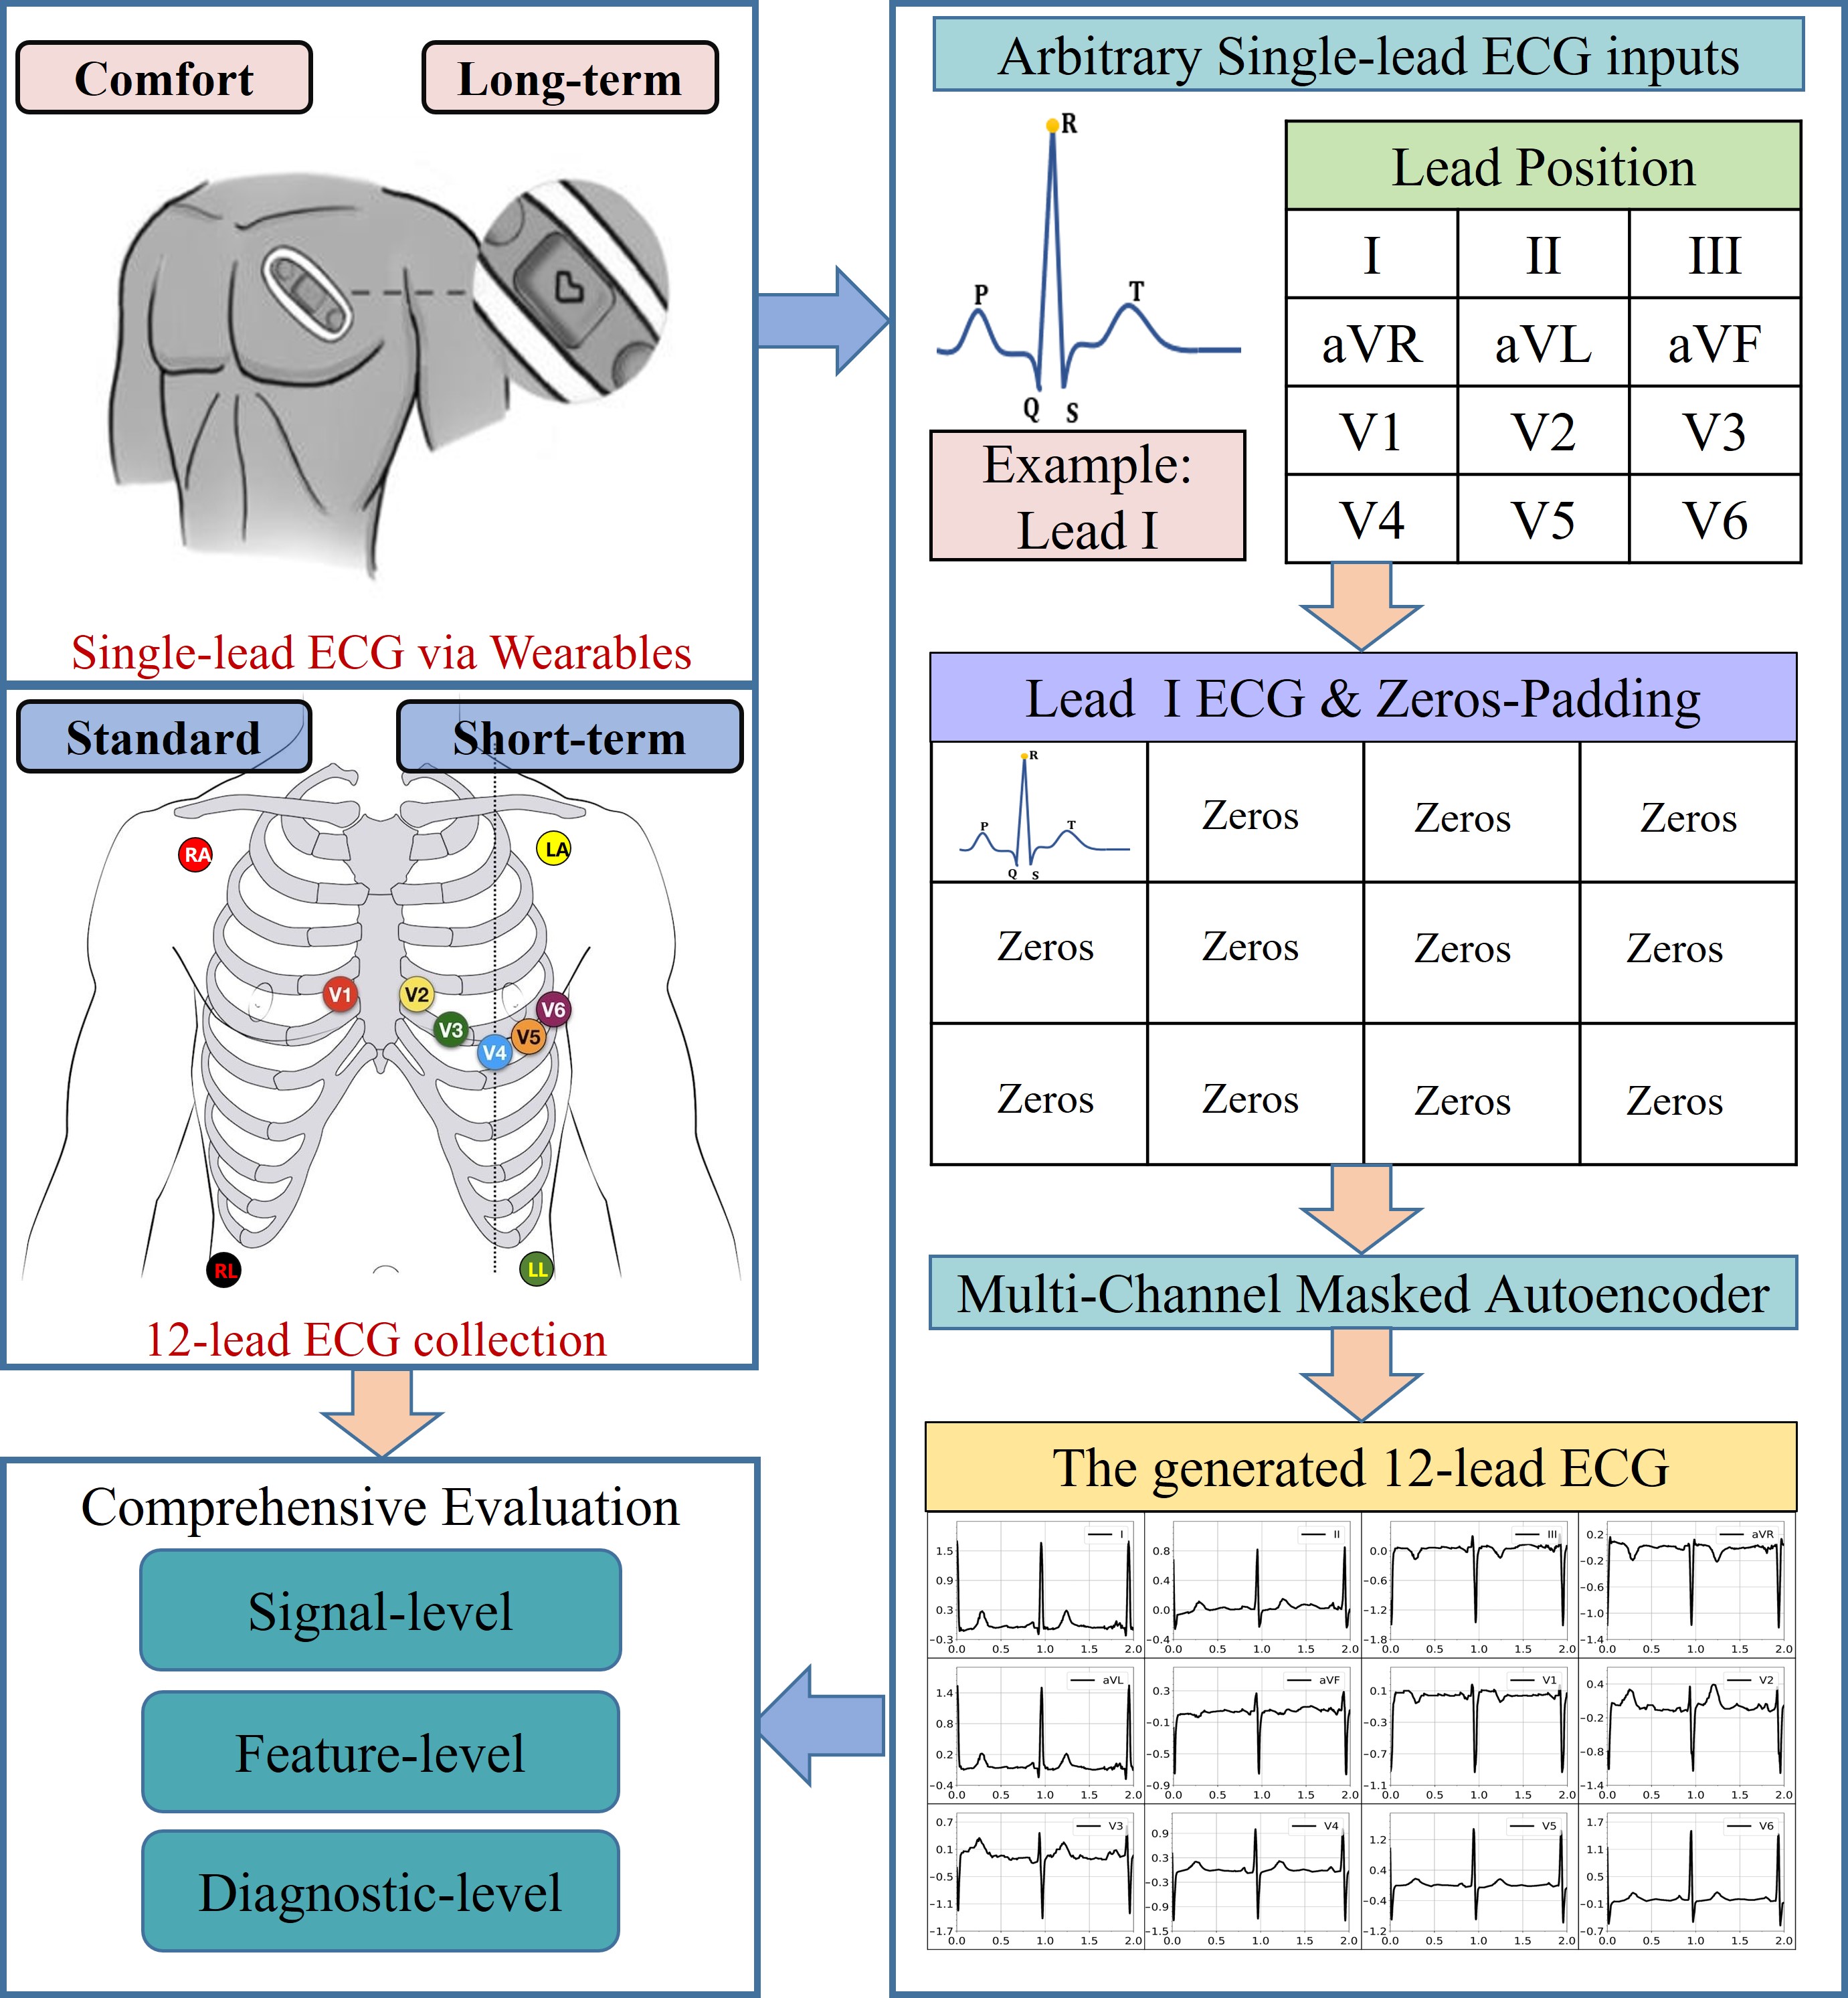 Comfort
Long-term
Single-lead ECG via Wearables
Standard
Short-term
RA
LA
V1
V2
V3
V4
V5
V6
RL
LL
12-lead ECG collection
Comprehensive Evaluation
Signal-level
Feature-level
Diagnostic-level
Arbitrary Single-lead ECG inputs
R
P
T
Q S
Example:
Lead I
Lead Position
I II III
aVR aVL aVF
V1 V2 V3
V4 V5 V6
Lead I ECG & Zeros-Padding
R
P
T
Q S
Zeros Zeros Zeros
Zeros Zeros Zeros Zeros
Zeros Zeros Zeros Zeros
Multi-Channel Masked Autoencoder
The generated 12-lead ECG
I
1.5
0.9
0.3
−0.3
0.0 0.5 1.0 1.5 2.0
II
0.8
0.4
0.0
−0.4
0.0 0.5 1.0 1.5 2.0
III
0.0
−0.6
−1.2
−1.8
0.0 0.5 1.0 1.5 2.0
aVR
0.2
−0.2
−0.6
−1.0
−1.4
0.0 0.5 1.0 1.5 2.0
aVL
1.4
0.8
0.2
−0.4
0.0 0.5 1.0 1.5 2.0
aVF
0.3
−0.1
−0.5
−0.9
0.0 0.5 1.0 1.5 2.0
V1
0.1
−0.3
−0.7
−1.1
0.0 0.5 1.0 1.5 2.0
V2
0.4
−0.2
−0.8
−1.4
0.0 0.5 1.0 1.5 2.0
V3
0.7
0.1
−0.5
−1.1
−1.7
0.0 0.5 1.0 1.5 2.0
V4
0.9
0.3
−0.3
−0.9
−1.5
0.0 0.5 1.0 1.5 2.0
V5
1.2
0.4
−0.4
−1.2
0.0 0.5 1.0 1.5 2.0
V6
1.7
1.1
0.5
−0.1
−0.7
0.0 0.5 1.0 1.5 2.0